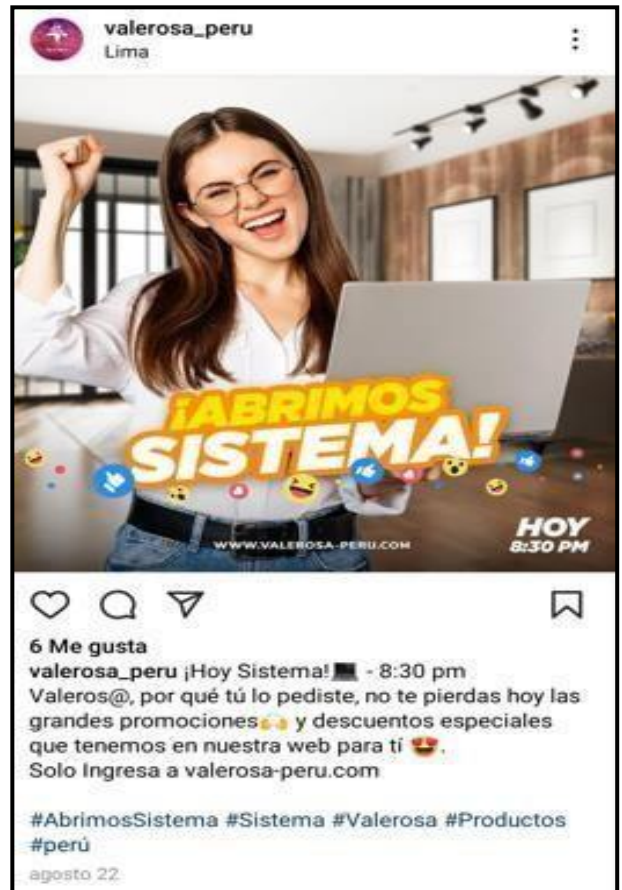 valerosa_peru
Lima
¡ABRIMOS
SISTEMA!
WWW.VALEROSA-PERU.COM
HOY
8:30 PM
6 Me gusta
valerosa_peru ¡Hoy Sistema!💻 - 8:30 pm
Valeros@, por qué tú lo pediste, no te pierdas hoy las
grandes promociones🙌 y descuentos especiales
que tenemos en nuestra web para tí 😍.
Solo Ingresa a valerosa-peru.com
#AbrimosSistema #Sistema #Valerosa #Productos
#perú
agosto 22